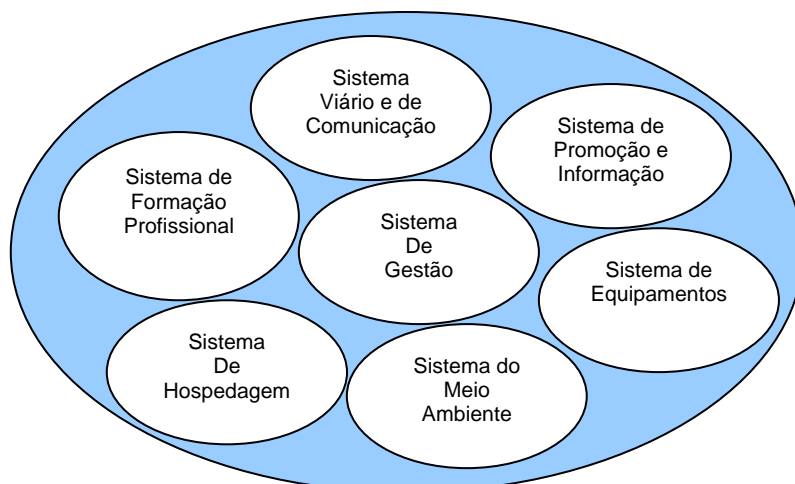 Sistema
Viário e de
Comunicação
Sistema de
Promoção e
Informação
Sistema de
Formação
Profissional
Sistema
De
Gestão
Sistema de
Equipamentos
Sistema
De
Hospedagem
Sistema do
Meio
Ambiente